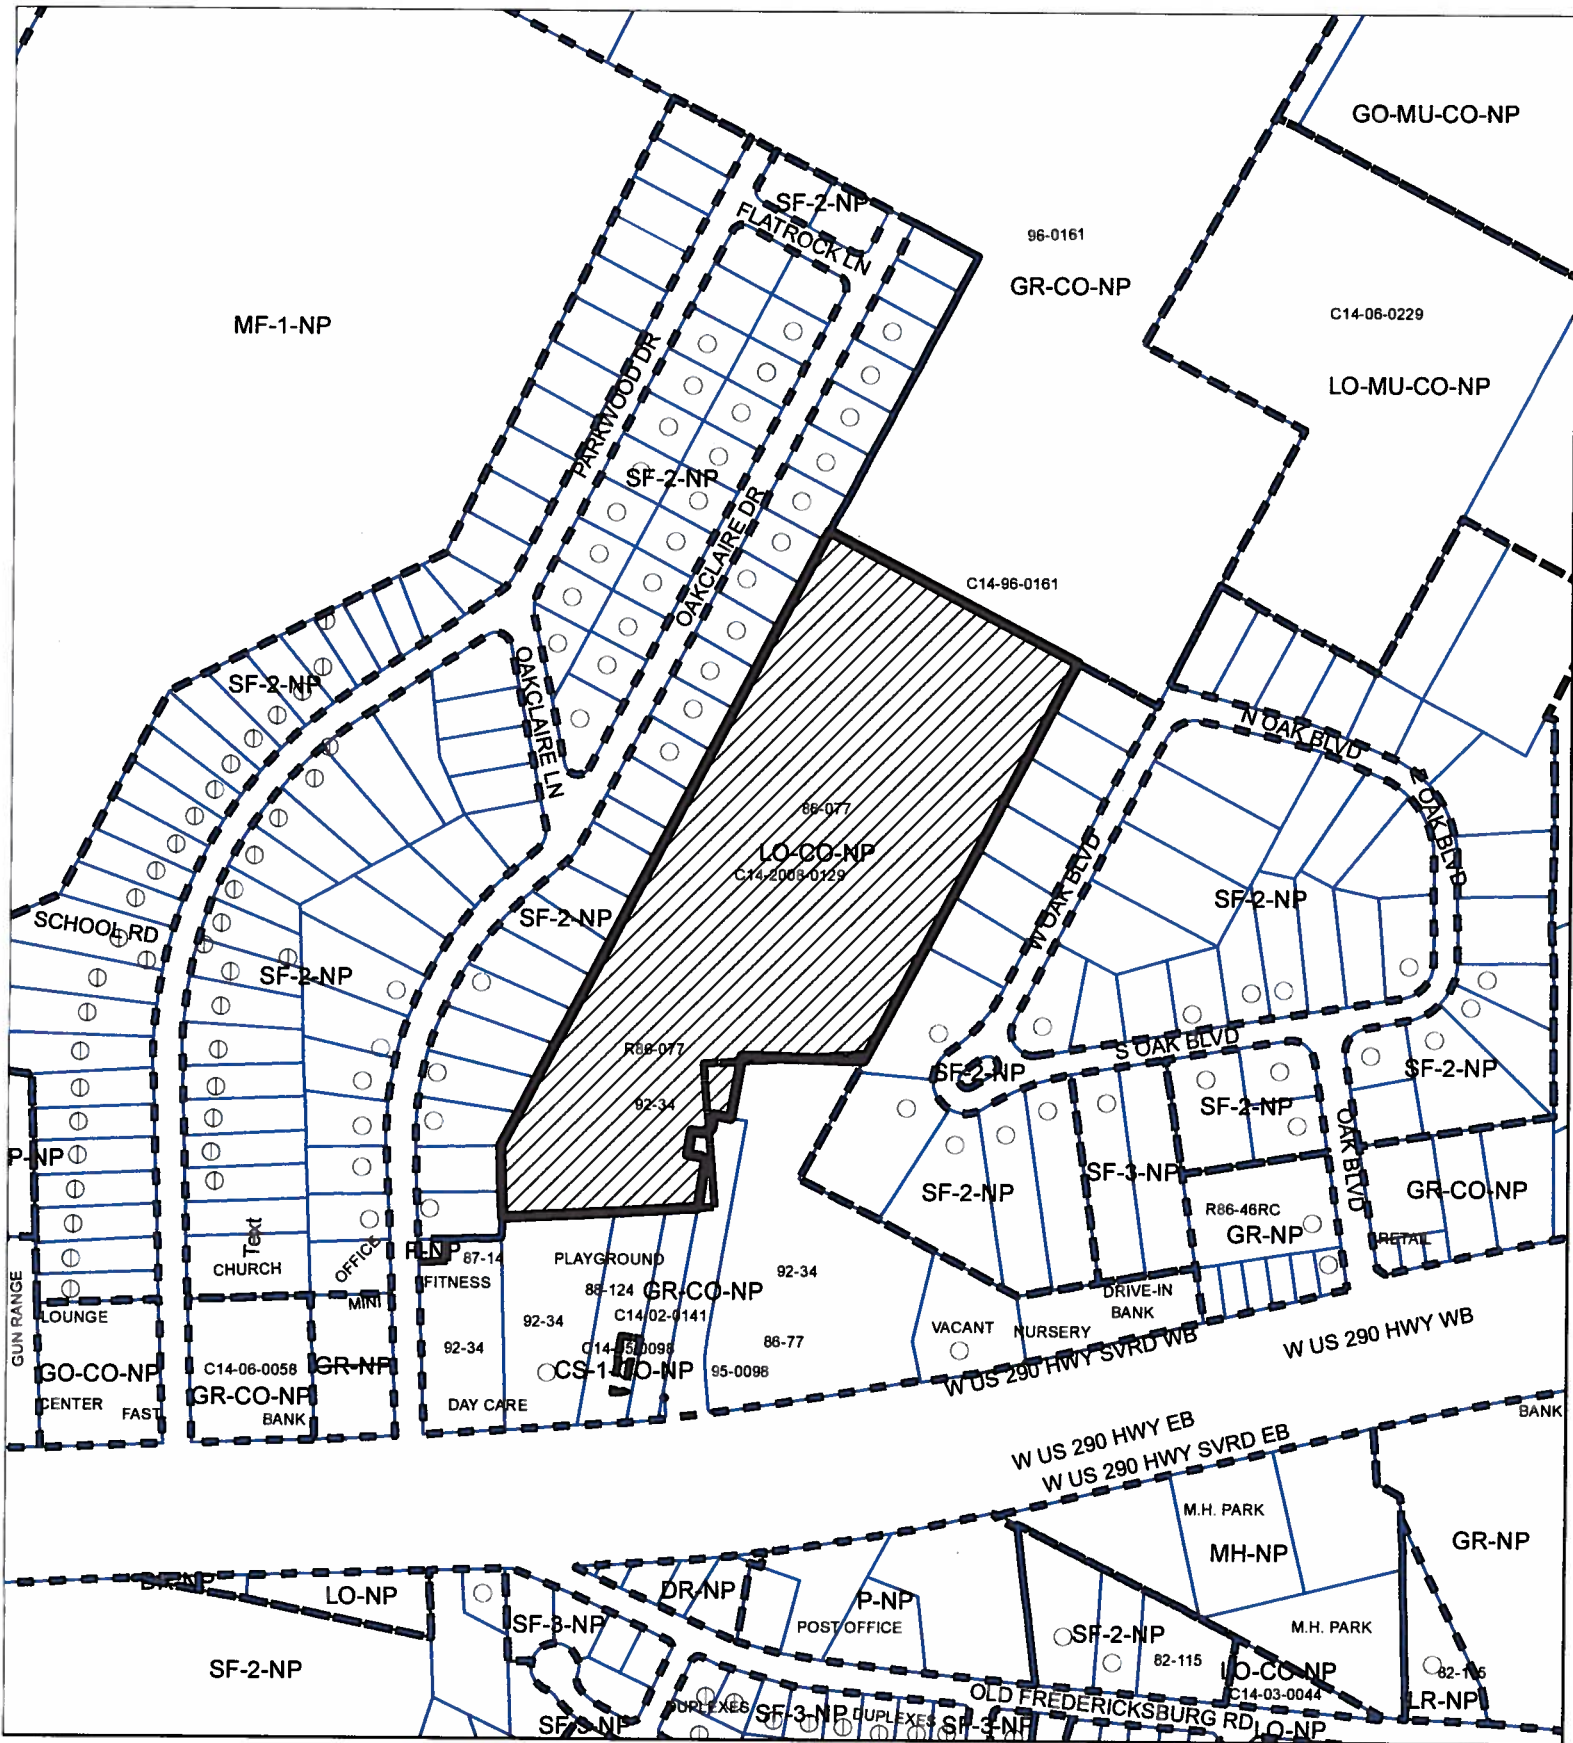 GO-MU-CO-NP
SF-2-NP
FLATROCK LN
96-0161
GR-CO-NP
C14-06-0229
MF-1-NP
LO-MU-CO-NP
PARKWOOD DR
SF-2-NP
OAKCLAIRE DR
C14-96-0161
SF-2-NP
OAKCLAIRE LN
N OAK BLVD
N OAK BLVD
86-077
LO-CO-NP
C14-2008-0129
W OAK BLVD
SF-2-NP
SF-2-NP
SCHOOL RD
SF-2-NP
R86-077
S OAK BLVD
SF-2-NP
SF-2-NP
92-34
SF-2-NP
OAK BLVD
P-NP
SF-3-NP
SF-2-NP
GR-CO-NP
R86-46RC
GR-NP
RETAIL
Text
CHURCH
OFFICE
P-NP
87-14
FITNESS
PLAYGROUND
88-124
GR-CO-NP
92-34
MINI
DRIVE-IN
BANK
GUN RANGE
LOUNGE
C14-02-0141
92-34
VACANT
NURSERY
W US 290 HWY SVRD WB
W US 290 HWY WB
92-34
86-77
C14-95-0098
GO-CO-NP
C14-06-0058
GR-NP
CS-1-CO-NP
95-0098
GR-CO-NP
CENTER
FAST
BANK
DAY CARE
W US 290 HWY EB
W US 290 HWY SVRD EB
BANK
M.H. PARK
MH-NP
GR-NP
DR-NP
LO-NP
DR-NP
P-NP
POST OFFICE
SF-3-NP
SF-2-NP
M.H. PARK
SF-2-NP
82-115
LO-CO-NP
C14-03-0044
82-115
LR-NP
OLD FREDERICKSBURG RD
DUPLEXES
SF-3-NP
DUPLEXES
SF-3-NP
SF-3-NP
LO-NP